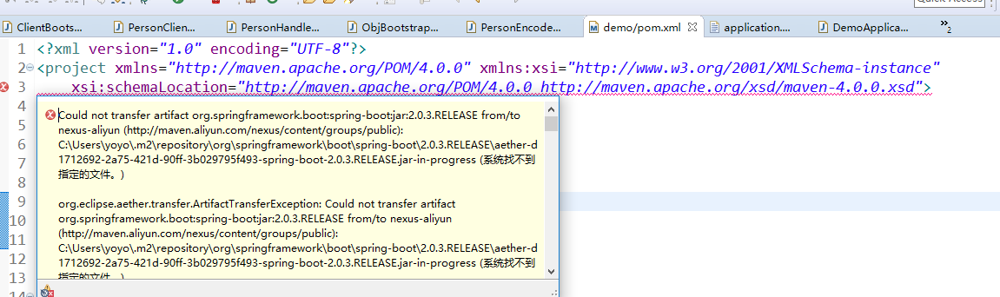 Quick Access
ClientBoots... PersonClien... PersonHandle... ObjBootstrap... PersonEncode... demo/pom.xml application.... DemoApplica... »2
1 <?xml version="1.0" encoding="UTF-8"?>
2 <project xmlns="http://maven.apache.org/POM/4.0.0" xmlns:xsi="http://www.w3.org/2001/XMLSchema-instance"
3 xsi:schemaLocation="http://maven.apache.org/POM/4.0.0 http://maven.apache.org/xsd/maven-4.0.0.xsd">
4
Could not transfer artifact org.springframework.boot:spring-boot:jar:2.0.3.RELEASE from/to
5 nexus-aliyun (http://maven.aliyun.com/nexus/content/groups/public):
6 C:\Users\yoyo\.m2\repository\org\springframework\boot\spring-boot\2.0.3.RELEASE\aether-d
7 1712692-2a75-421d-90ff-3b029795f493-spring-boot-2.0.3.RELEASE.jar-in-progress (系统找不到
8 指定的文件。)
9 org.eclipse.aether.transfer.ArtifactTransferException: Could not transfer artifact
10 org.springframework.boot:spring-boot:jar:2.0.3.RELEASE from/to nexus-aliyun
11 (http://maven.aliyun.com/nexus/content/groups/public):
C:\Users\yoyo\.m2\repository\org\springframework\boot\spring-boot\2.0.3.RELEASE\aether-d
12 1712692-2a75-421d-90ff-3b029795f493-spring-boot-2.0.3.RELEASE.jar-in-progress (系统找不到
13 指定的文件。)
14